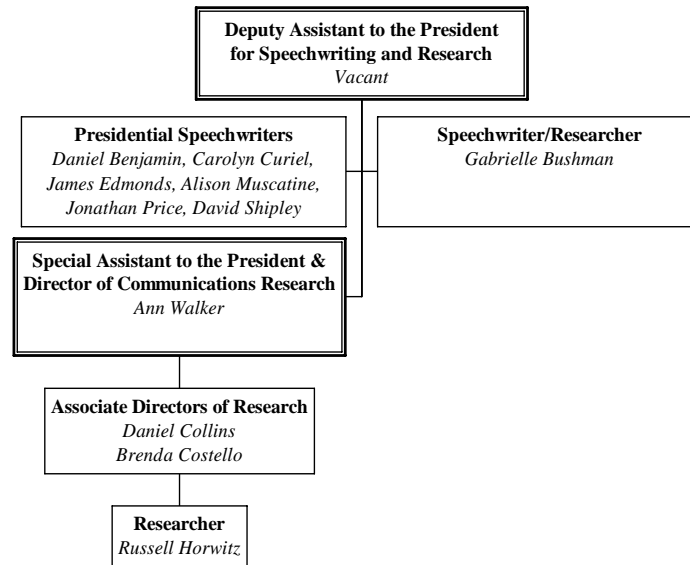 Deputy Assistant to the President
for Speechwriting and Research
Vacant
Presidential Speechwriters
Daniel Benjamin, Carolyn Curiel,
James Edmonds, Alison Muscatine,
Jonathan Price, David Shipley
Speechwriter/Researcher
Gabrielle Bushman
Special Assistant to the President &
Director of Communications Research
Ann Walker
Associate Directors of Research
Daniel Collins
Brenda Costello
Researcher
Russell Horwitz